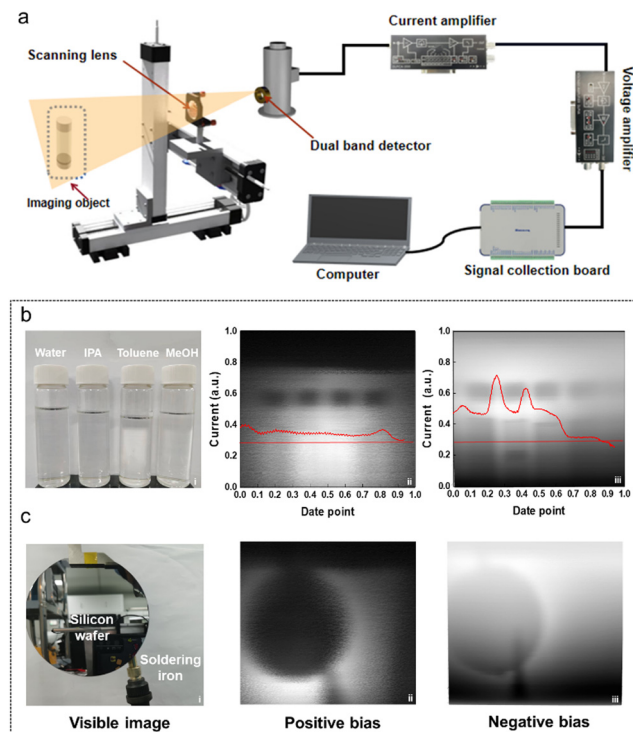 a
Current amplifier
Scanning lens
Voltage amplifier
Dual band detector
Imaging object
Computer
Signal collection board
b
Water IPA Toluene MeOH
i
Current (a.u.)
1.0
0.8
0.6
0.4
0.2
0.0
0.0 0.1 0.2 0.3 0.4 0.5 0.6 0.7 0.8 0.9 1.0
Date point
ii
Current (a.u.)
1.0
0.8
0.6
0.4
0.2
0.0
0.0 0.1 0.2 0.3 0.4 0.5 0.6 0.7 0.8 0.9 1.0
Date point
iii
c
Silicon
wafer
Soldering
iron
i
ii
iii
Visible image
Positive bias
Negative bias